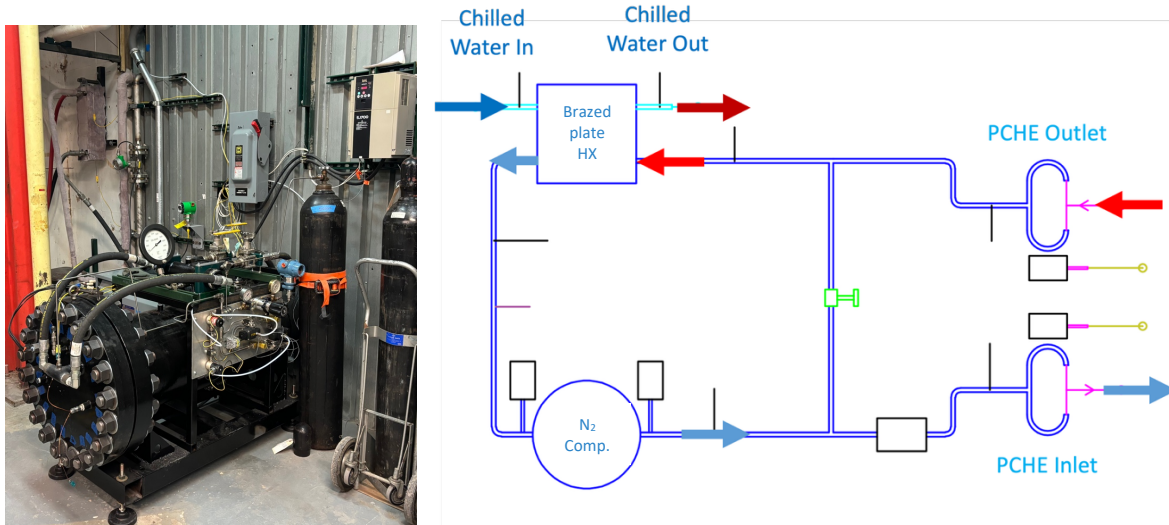 Chilled
Water In
Chilled
Water Out
Brazed
plate
HX
PCHE Outlet
N₂
Comp.
PCHE Inlet